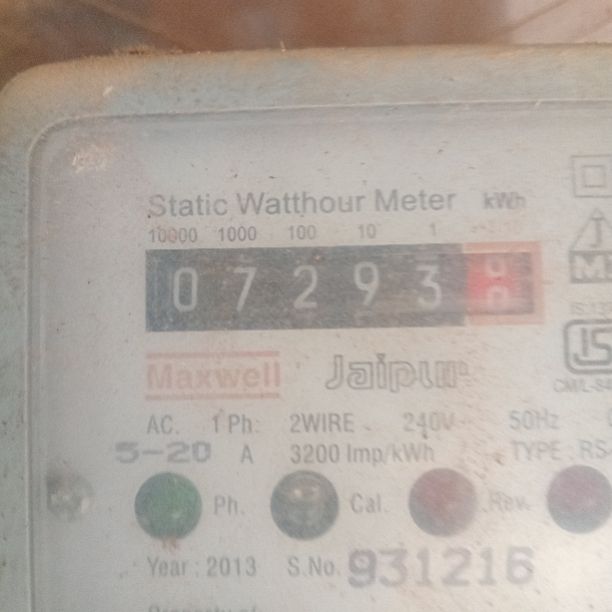 Static Watthour Meter kWh
10000 1000 100 10 1
0 7 2 9 3
Maxwell Jaipur
AC. 1 Ph: 2WIRE 240V 50Hz
5-20 A 3200 Imp/kWh TYPE: RS-
Ph. Cal. Rev.
Year : 2013 S.No. 931216